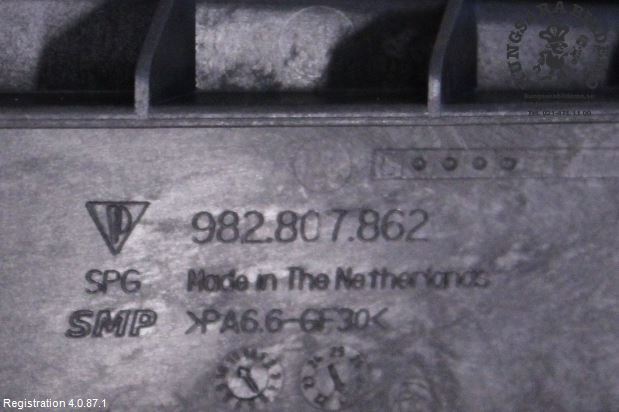 982.807.862
SPG Made in The Netherlands
SMP >PA6.6-GF30<
Registration 4.0.87.1